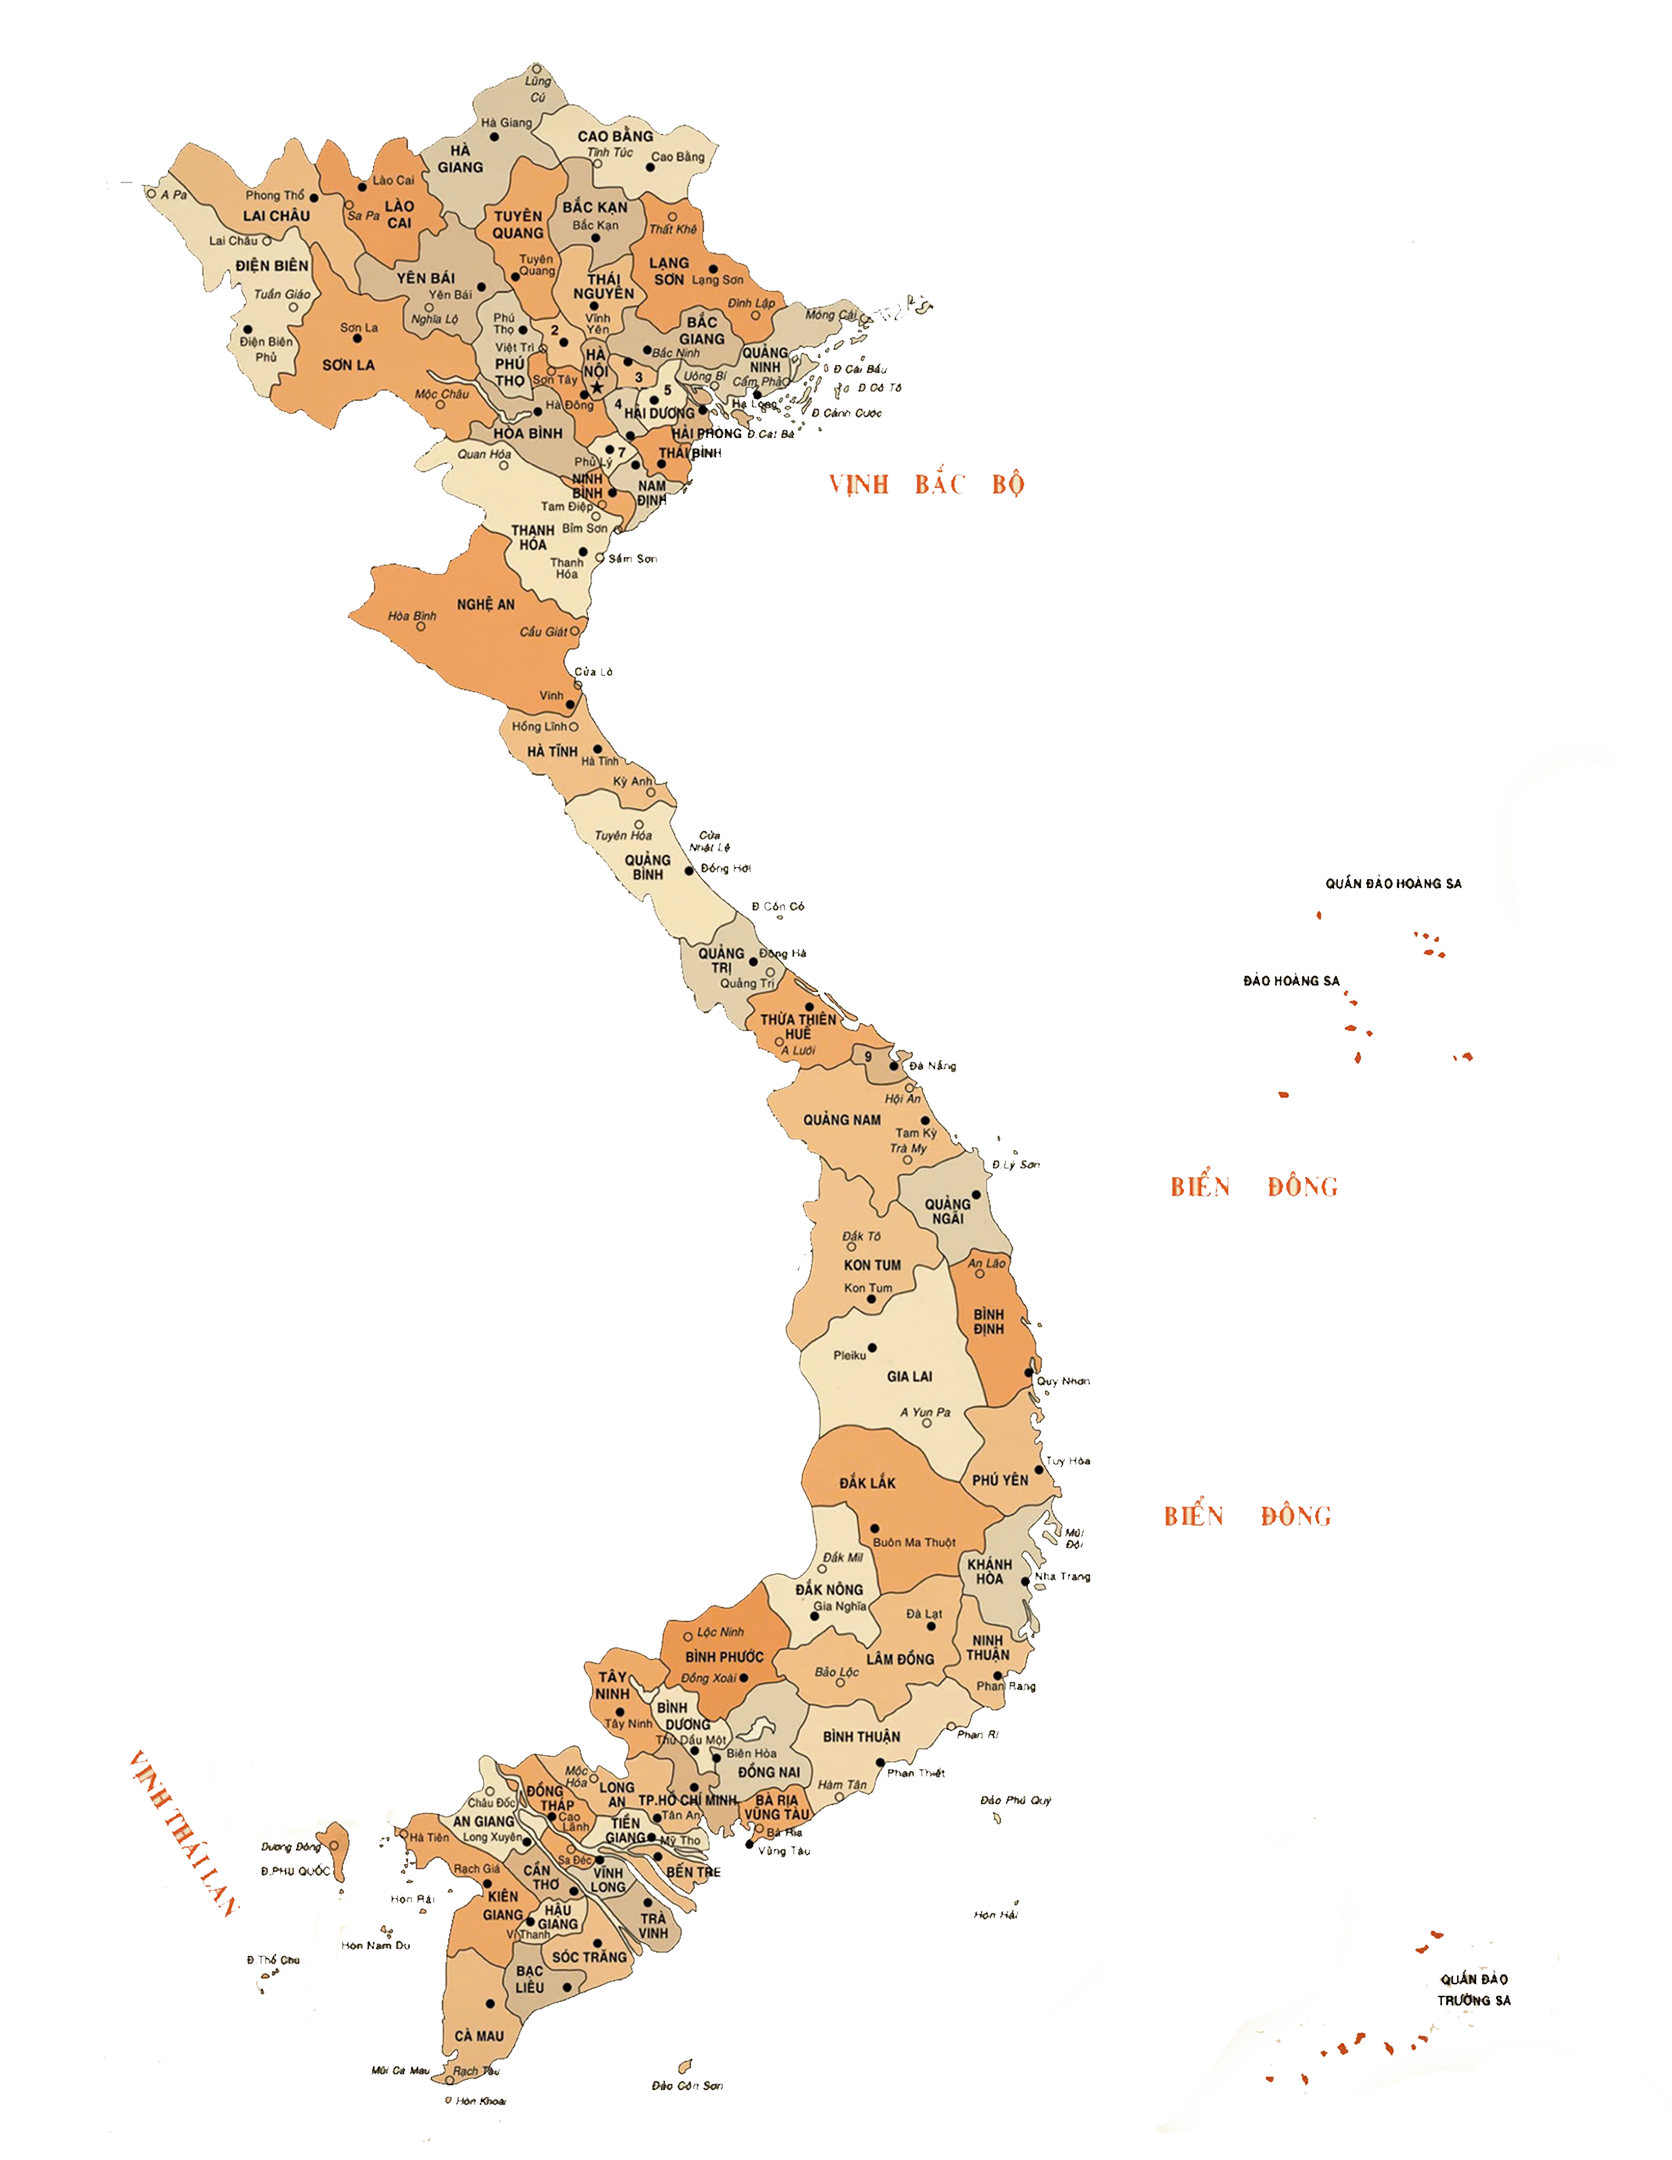 Lũng
Cú
Hà Giang
HÀ
GIANG
CAO BẰNG
Tĩnh Túc
Cao Bằng
A Pa
Phong Thổ
LAI CHÂU
Lào Cai
Sa Pa
LÀO
CAI
TUYÊN
QUANG
BẮC KẠN
Bắc Kạn
Thất Khê
Lai Châu
ĐIỆN BIÊN
Tuần Giáo
YÊN BÁI
Yên Bái
Nghĩa Lộ
Tuyên
Quang
THÁI
NGUYÊN
LẠNG
SƠN
Lạng Sơn
Đình Lập
Móng Cái
Điện Biên
Phủ
Sơn La
SƠN LA
Phú
Thọ
Việt Trì
PHÚ
THỌ
2
Vĩnh
Yên
HÀ
NỘI
BẮC
GIANG
Bắc Ninh
QUẢNG
NINH
Đ Cái Bầu
Sơn Tây
3
5
Uông Bí
Cẩm Phả
Đ Cô Tô
Mộc Châu
Hà Đông
4
HẢI DƯƠNG
Hạ Long
Đ.Cảnh Cước
HÒA BÌNH
HẢI PHÒNG
Đ.Cát Bà
Quan Hóa
Phủ Lý
7
THÁI BÌNH
NINH
BÌNH
NAM
ĐỊNH
VỊNH BẮC BỘ
Tam Điệp
THANH
HÓA
Bỉm Sơn
Thanh
Hóa
Sầm Sơn
NGHỆ AN
Hòa Bình
Cầu Giát
Cửa Lò
Vinh
Hồng Lĩnh
HÀ TĨNH
Hà Tĩnh
Kỳ Anh
Tuyên Hóa
Cửa
Nhật Lệ
QUẢNG
BÌNH
Đồng Hới
Đ.Cồn Cỏ
QUẢNG
TRỊ
Đông Hà
Quảng Trị
THỪA THIÊN
HUẾ
A Lưới
9
Đà Nẵng
QUẦN ĐẢO HOÀNG SA
ĐẢO HOÀNG SA
Hội An
QUẢNG NAM
Tam Kỳ
Trà My
Đ.Lý Sơn
BIỂN ĐÔNG
QUẢNG
NGÃI
Đắk Tô
KON TUM
Kon Tum
An Lão
BÌNH
ĐỊNH
Pleiku
GIA LAI
Quy Nhơn
A Yun Pa
Tuy Hòa
ĐẮK LẮK
PHÚ YÊN
BIỂN ĐÔNG
Buôn Ma Thuột
Mũi
Đôi
Đắk Mil
KHÁNH
HÒA
Nha Trang
ĐẮK NÔNG
Gia Nghĩa
Đà Lạt
Lộc Ninh
BÌNH PHƯỚC
Đồng Xoài
LÂM ĐỒNG
Bảo Lộc
NINH
THUẬN
Phan Rang
TÂY
NINH
Tây Ninh
BÌNH
DƯƠNG
Thủ Dầu Một
BÌNH THUẬN
Phan Rí
Biên Hòa
ĐỒNG NAI
Phan Thiết
Hàm Tân
Mộc
Hóa
LONG
AN
TP.HỒ CHÍ MINH
BÀ RỊA
VŨNG TÀU
Đảo Phú Quý
ĐỒNG
THÁP
Châu Đốc
AN GIANG
Cao
Lãnh
TIỀN
GIANG
Tân An
Bà Rịa
Vũng Tàu
VỊNH THÁI LAN
Dương Đông
Đ.PHÚ QUỐC
Hà Tiên
Long Xuyên
Mỹ Tho
Rạch Giá
CẦN
THƠ
Sa Đéc
VĨNH
LONG
BẾN TRE
Hòn Rái
KIÊN
GIANG
HẬU
GIANG
Vị Thanh
TRÀ
VINH
Hòn Hải
Hòn Nam Du
Đ Thổ Chu
SÓC TRĂNG
BẠC
LIÊU
QUẦN ĐẢO
TRƯỜNG SA
CÀ MAU
Mũi Cà Mau
Rạch Tàu
Đảo Côn Sơn
Hòn Khoai